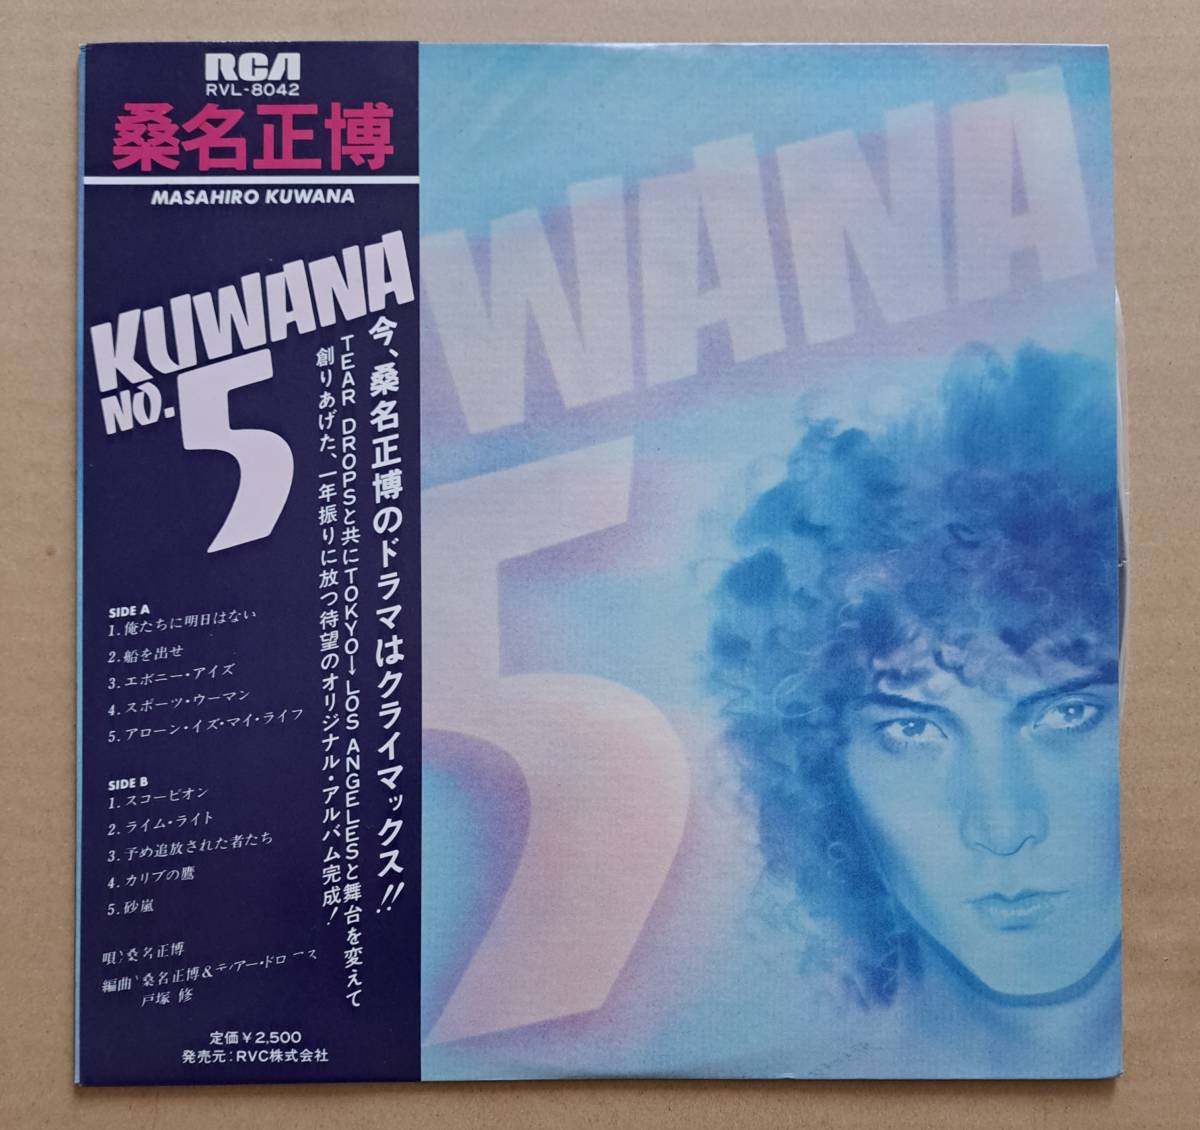 RCA
RVL-8042
桑名正博
MASAHIRO KUWANA
KUWANA
NO.5
今、桑名正博のドラマはクライマックス!!
TEAR DROPSと共にTOKYO→LOS ANGELESと舞台を変えて
創りあげた、一年振りに放つ待望のオリジナル・アルバム完成!
SIDE A
1. 俺たちに明日はない
2. 船を出せ
3. エボニー・アイズ
4. スポーツ・ウーマン
5. アローン・イズ・マイ・ライフ
SIDE B
1. スコーピオン
2. ライム・ライト
3. 予め追放された者たち
4. カリブの鷹
5. 砂嵐
唄)桑名正博
編曲)桑名正博&ティアー・ドロップス
戸塚 修
定価¥2,500
発売元:RVC株式会社
WANA
5